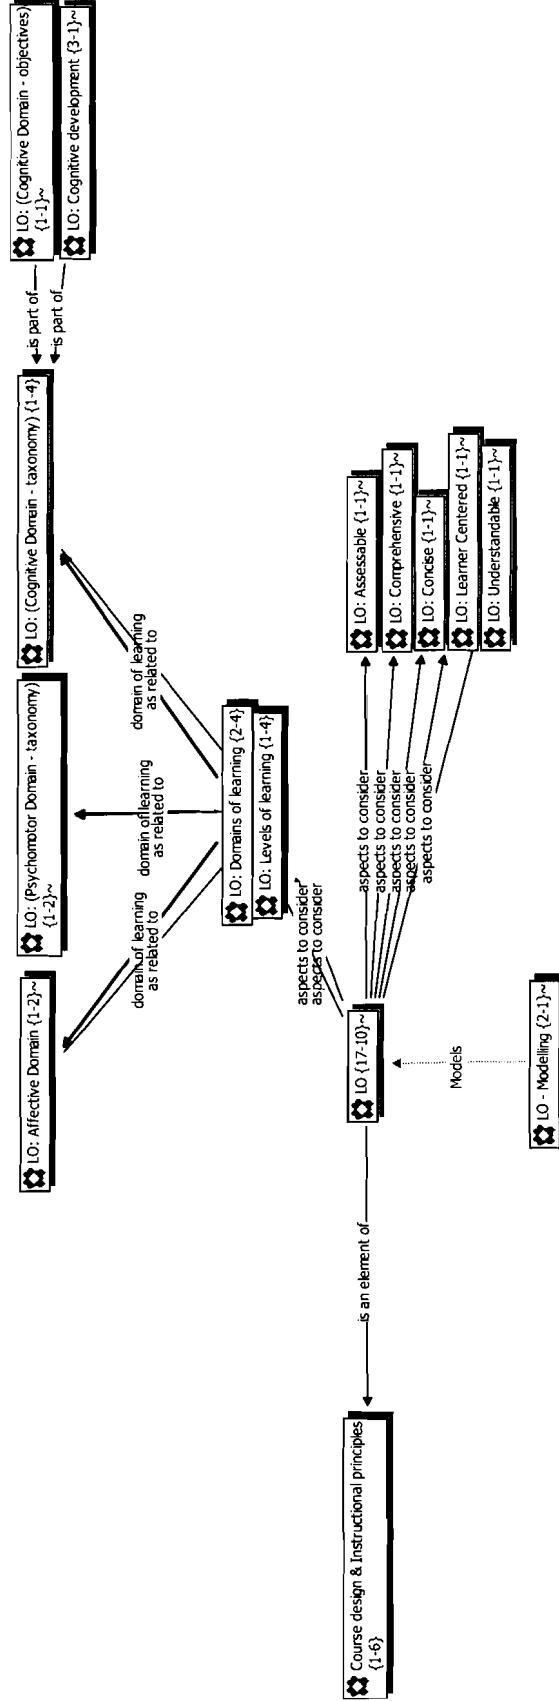 LO: (Cognitive Domain - objectives)
{1-1}~
LO: Cognitive development {3-1}~
is part of
is part of
LO: (Cognitive Domain - taxonomy) {1-4}
LO: (Psychomotor Domain - taxonomy)
{1-2}~
LO: Affective Domain {1-2}~
domain of learning
as related to
domain of learning
as related to
domain of learning
as related to
LO: Domains of learning {2-4}
LO: Levels of learning {1-4}
aspects to consider
aspects to consider
LO: Assessable {1-1}~
LO: Comprehensive {1-1}~
LO: Concise {1-1}~
LO: Learner Centered {1-1}~
LO: Understandable {1-1}~
aspects to consider
aspects to consider
aspects to consider
aspects to consider
aspects to consider
LO {17-10}~
Models
LO - Modelling {2-1}~
is an element of
Course design & Instructional principles
{1-6}